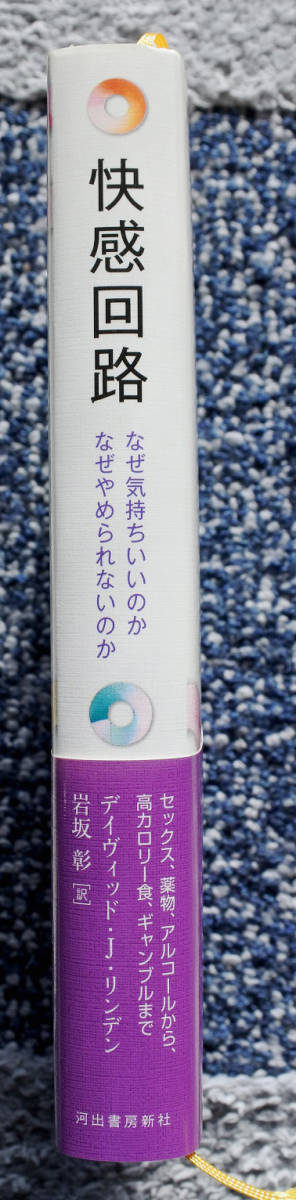 快感回路
なぜ気持ちいいのか
なぜやめられないのか
セックス、薬物、アルコールから、
高カロリー食、ギャンブルまで
デイヴィッド・J・リンデン
岩坂 彰 [訳]
河出書房新社